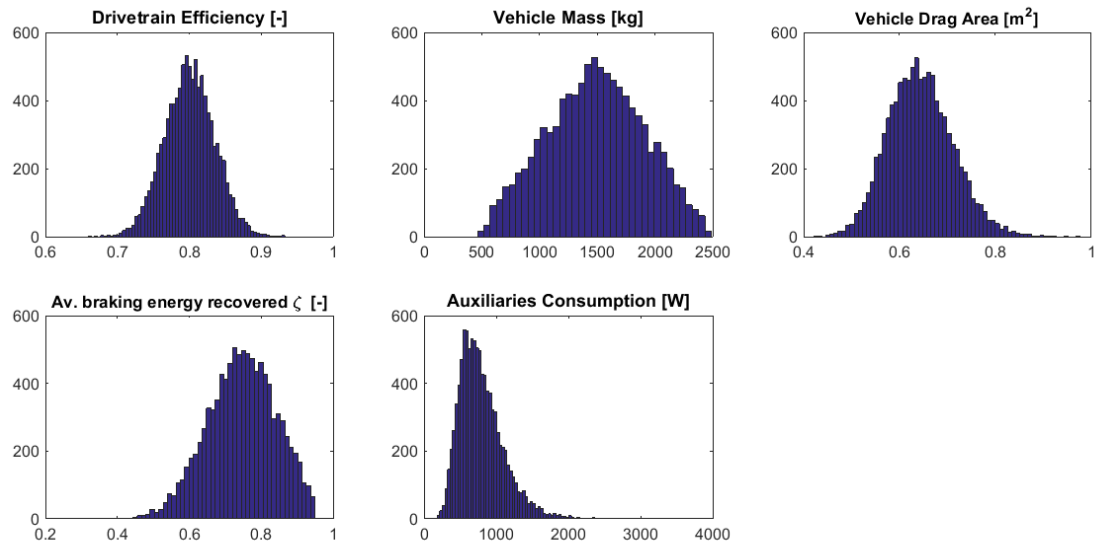 Drivetrain Efficiency [-]
600
400
200
0
0.6 0.7 0.8 0.9 1
Vehicle Mass [kg]
600
400
200
0
0 500 1000 1500 2000 2500
Vehicle Drag Area [m²]
600
400
200
0
0.4 0.6 0.8 1
Av. braking energy recovered ζ [-]
600
400
200
0
0.2 0.4 0.6 0.8 1
Auxiliaries Consumption [W]
600
400
200
0
0 1000 2000 3000 4000